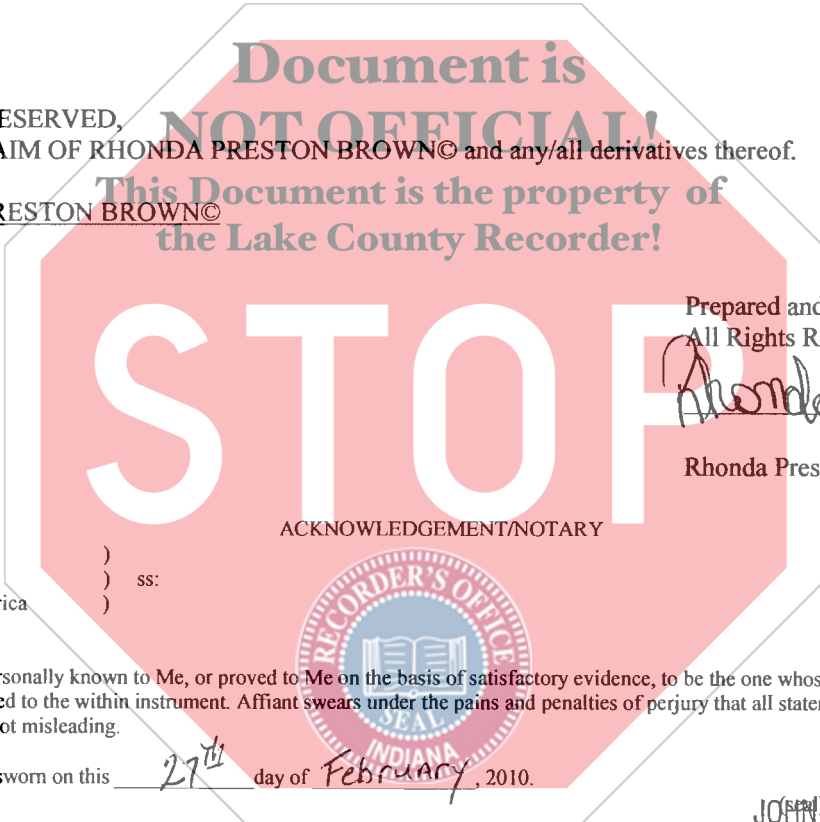 Document is
ESERVED,
NOT OFFICIAL!
AIM OF RHONDA PRESTON BROWN© and any/all derivatives thereof.
This Document is the property of
RESTON BROWN©
the Lake County Recorder!
STOP
Prepared and
All Rights R
Rhonda
Rhonda Pres
ACKNOWLEDGEMENT/NOTARY
)
) ss:
rica )
RECORDER'S OFFICE
SEAL
INDIANA
rsonally known to Me, or proved to Me on the basis of satisfactory evidence, to be the one whos
ed to the within instrument. Affiant swears under the pains and penalties of perjury that all state
ot misleading.
sworn on this 27th day of February, 2010.
(seal)
JOHN